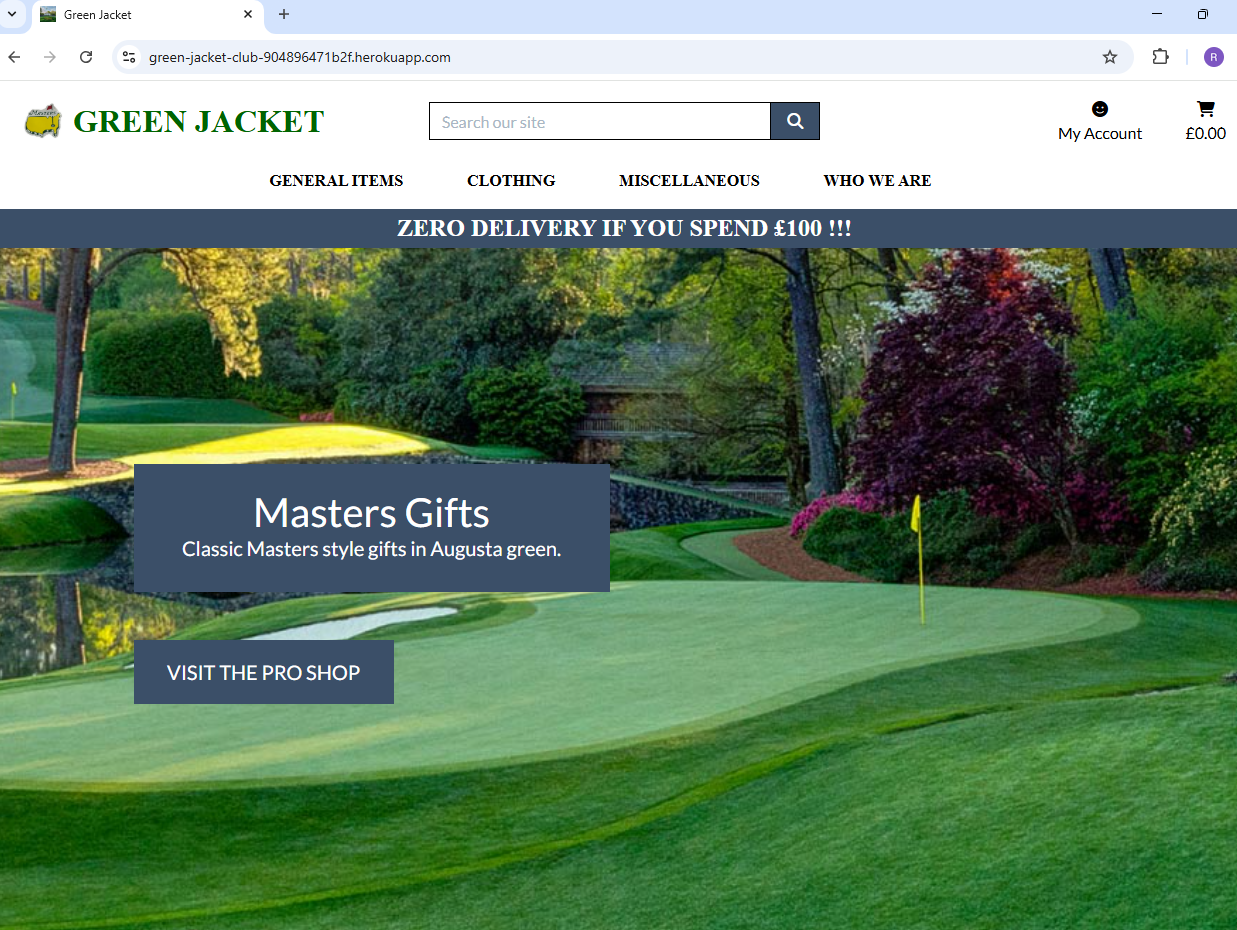 Green Jacket
green-jacket-club-904896471b2f.herokuapp.com
R
Masters
GREEN JACKET
Search our site
My Account
£0.00
GENERAL ITEMS
CLOTHING
MISCELLANEOUS
WHO WE ARE
ZERO DELIVERY IF YOU SPEND £100 !!!
Masters Gifts
Classic Masters style gifts in Augusta green.
VISIT THE PRO SHOP